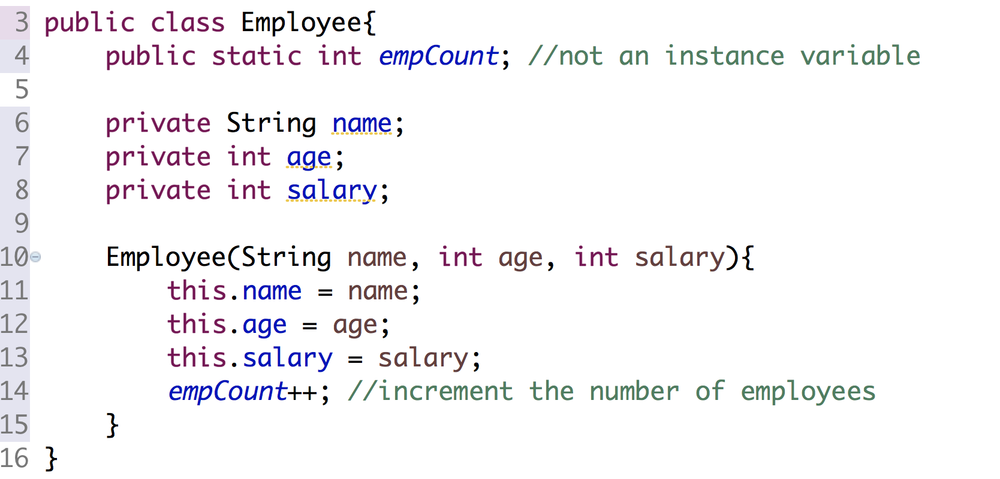 3 public class Employee{
4 public static int empCount; //not an instance variable
5
6 private String name;
7 private int age;
8 private int salary;
9
10 Employee(String name, int age, int salary){
11 this.name = name;
12 this.age = age;
13 this.salary = salary;
14 empCount++; //increment the number of employees
15 }
16 }